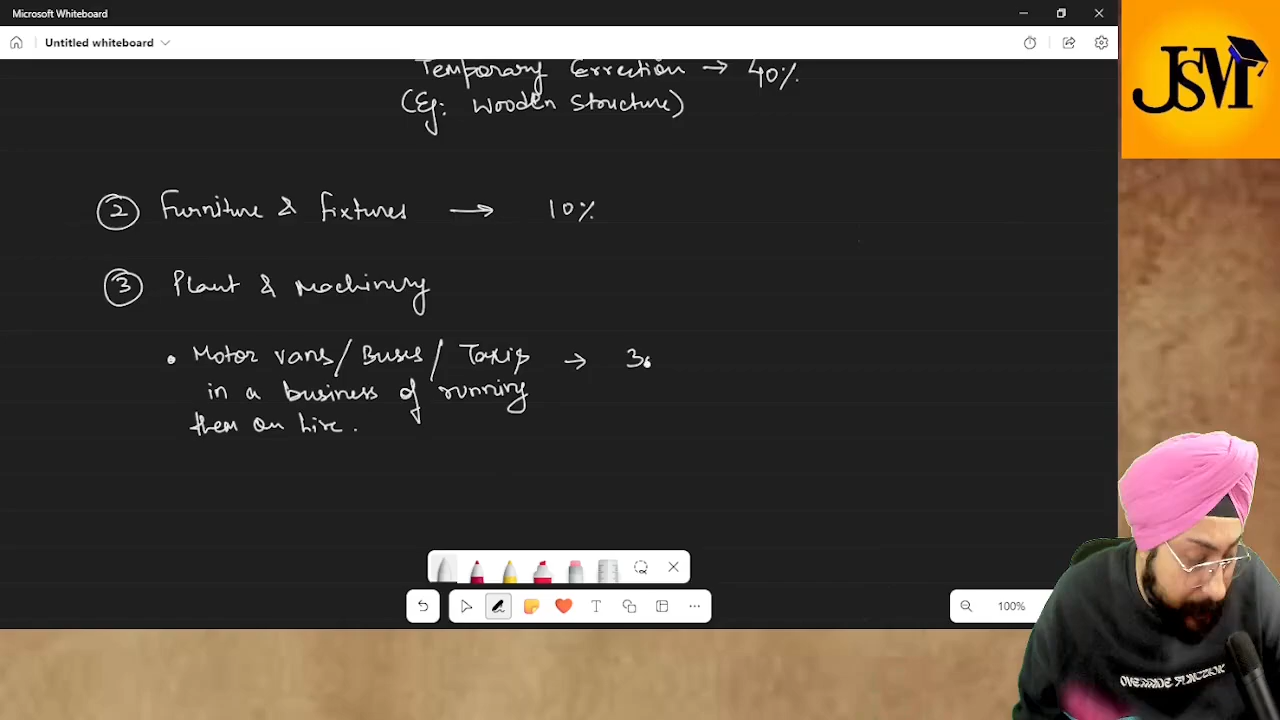 Microsoft Whiteboard
Untitled whiteboard
JSM
Temporary Errection → 40%
(Eg: Wooden Structure)
② Furniture & fixtures → 10%
③ Plant & Machinery
• Motor vans / Buses / Taxis → 30
in a business of running
them on hire.
100%